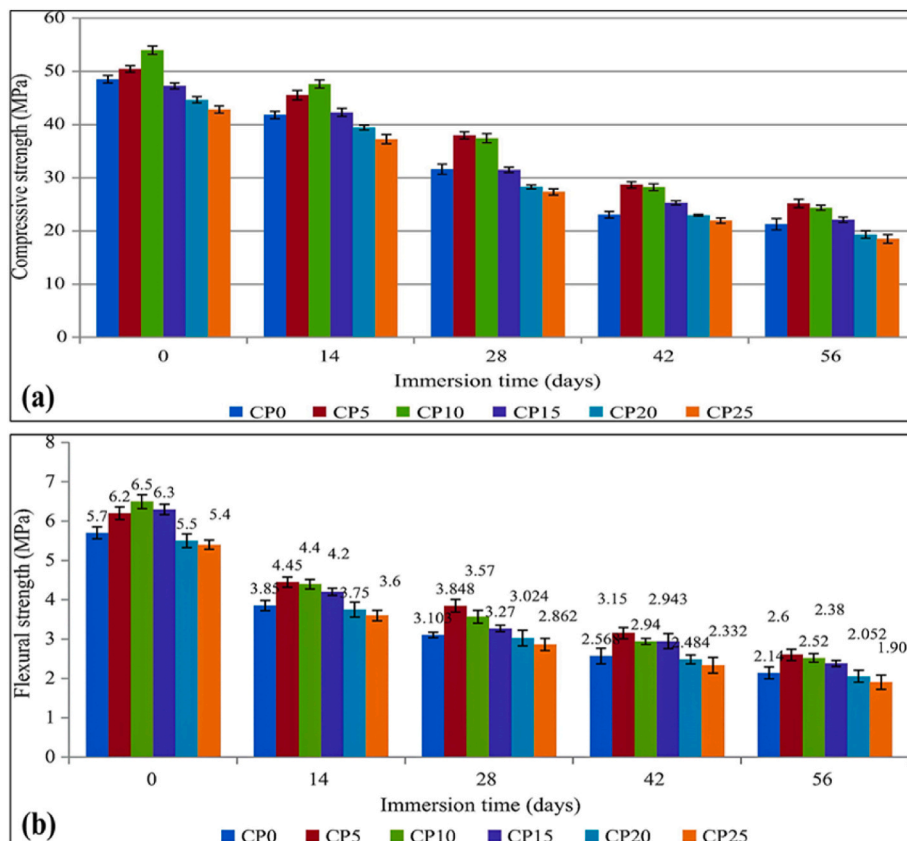 60
50
40
30
20
10
0
Compressive strength (MPa)
0 14 28 42 56
Immersion time (days)
(a)
CP0 CP5 CP10 CP15 CP20 CP25
8
7
6
5
4
3
2
1
0
Flexural strength (MPa)
5.7 6.2 6.5 6.3 5.5 5.4
3.85 4.45 4.4 4.2 3.75 3.6
3.103 3.848 3.57 3.27 3.024 2.862
3.15 2.94 2.943 2.484 2.332
2.14 2.6 2.52 2.38 2.052 1.90
0 14 28 42 56
Immersion time (days)
(b)
CP0 CP5 CP10 CP15 CP20 CP25